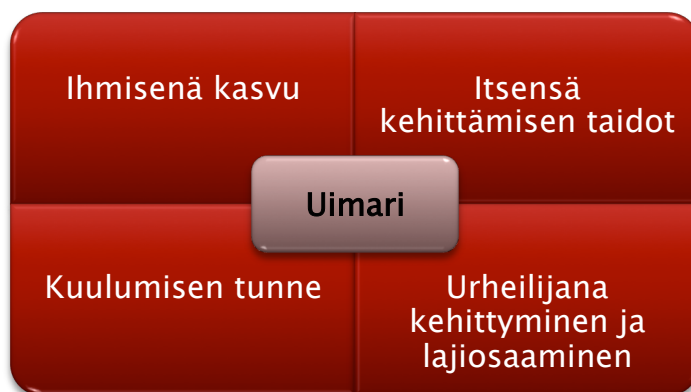 Ihmisenä kasvu
Itsensä
kehittämisen taidot
Uimari
Kuulumisen tunne
Urheilijana
kehittyminen ja
lajiosaaminen